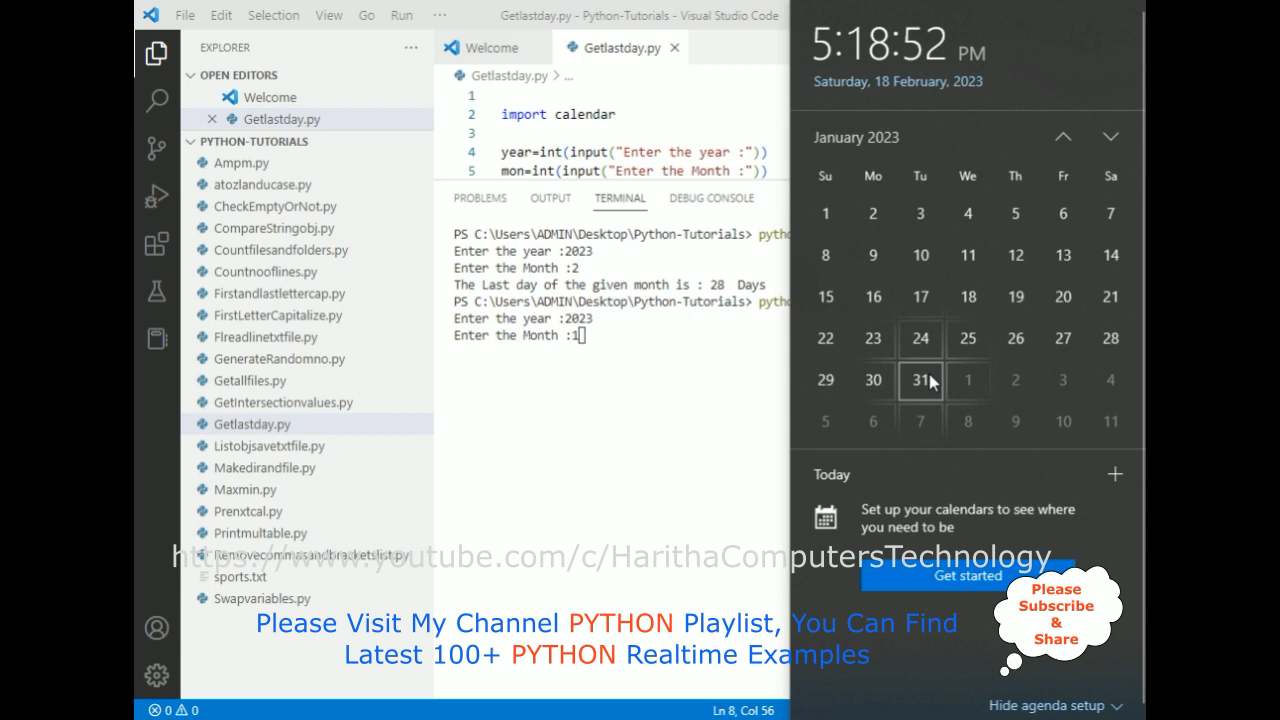 File Edit Selection View Go Run ··· Getlastday.py - Python-Tutorials - Visual Studio Code
EXPLORER ···
OPEN EDITORS
Welcome
Getlastday.py
PYTHON-TUTORIALS
Ampm.py
atozlanducase.py
CheckEmptyOrNot.py
CompareStringobj.py
Countfilesandfolders.py
Countnooflines.py
Firstandlastlettercap.py
FirstLetterCapitalize.py
Flreadlinetxtfile.py
GenerateRandomno.py
Getallfiles.py
GetIntersectionvalues.py
Getlastday.py
Listobjsavetxtfile.py
Makedirandfile.py
Maxmin.py
Prenxtcal.py
Printmultable.py
Removecommasandbracketslist.py
sports.txt
Swapvariables.py
Welcome Getlastday.py
Getlastday.py > ...
1
2 import calendar
3
4 year=int(input("Enter the year :"))
5 mon=int(input("Enter the Month :"))
PROBLEMS OUTPUT TERMINAL DEBUG CONSOLE
PS C:\Users\ADMIN\Desktop\Python-Tutorials> pytho
Enter the year :2023
Enter the Month :2
The Last day of the given month is : 28 Days
PS C:\Users\ADMIN\Desktop\Python-Tutorials> pytho
Enter the year :2023
Enter the Month :1
5:18:52 PM
Saturday, 18 February, 2023
January 2023
Su Mo Tu We Th Fr Sa
1 2 3 4 5 6 7
8 9 10 11 12 13 14
15 16 17 18 19 20 21
22 23 24 25 26 27 28
29 30 31 1 2 3 4
5 6 7 8 9 10 11
Today
Set up your calendars to see where
you need to be
Get started
Hide agenda setup
https://www.youtube.com/c/HarithaComputersTechnology
Please Visit My Channel PYTHON Playlist, You Can Find
Latest 100+ PYTHON Realtime Examples
Please
Subscribe
&
Share
0 0 Ln 8, Col 56